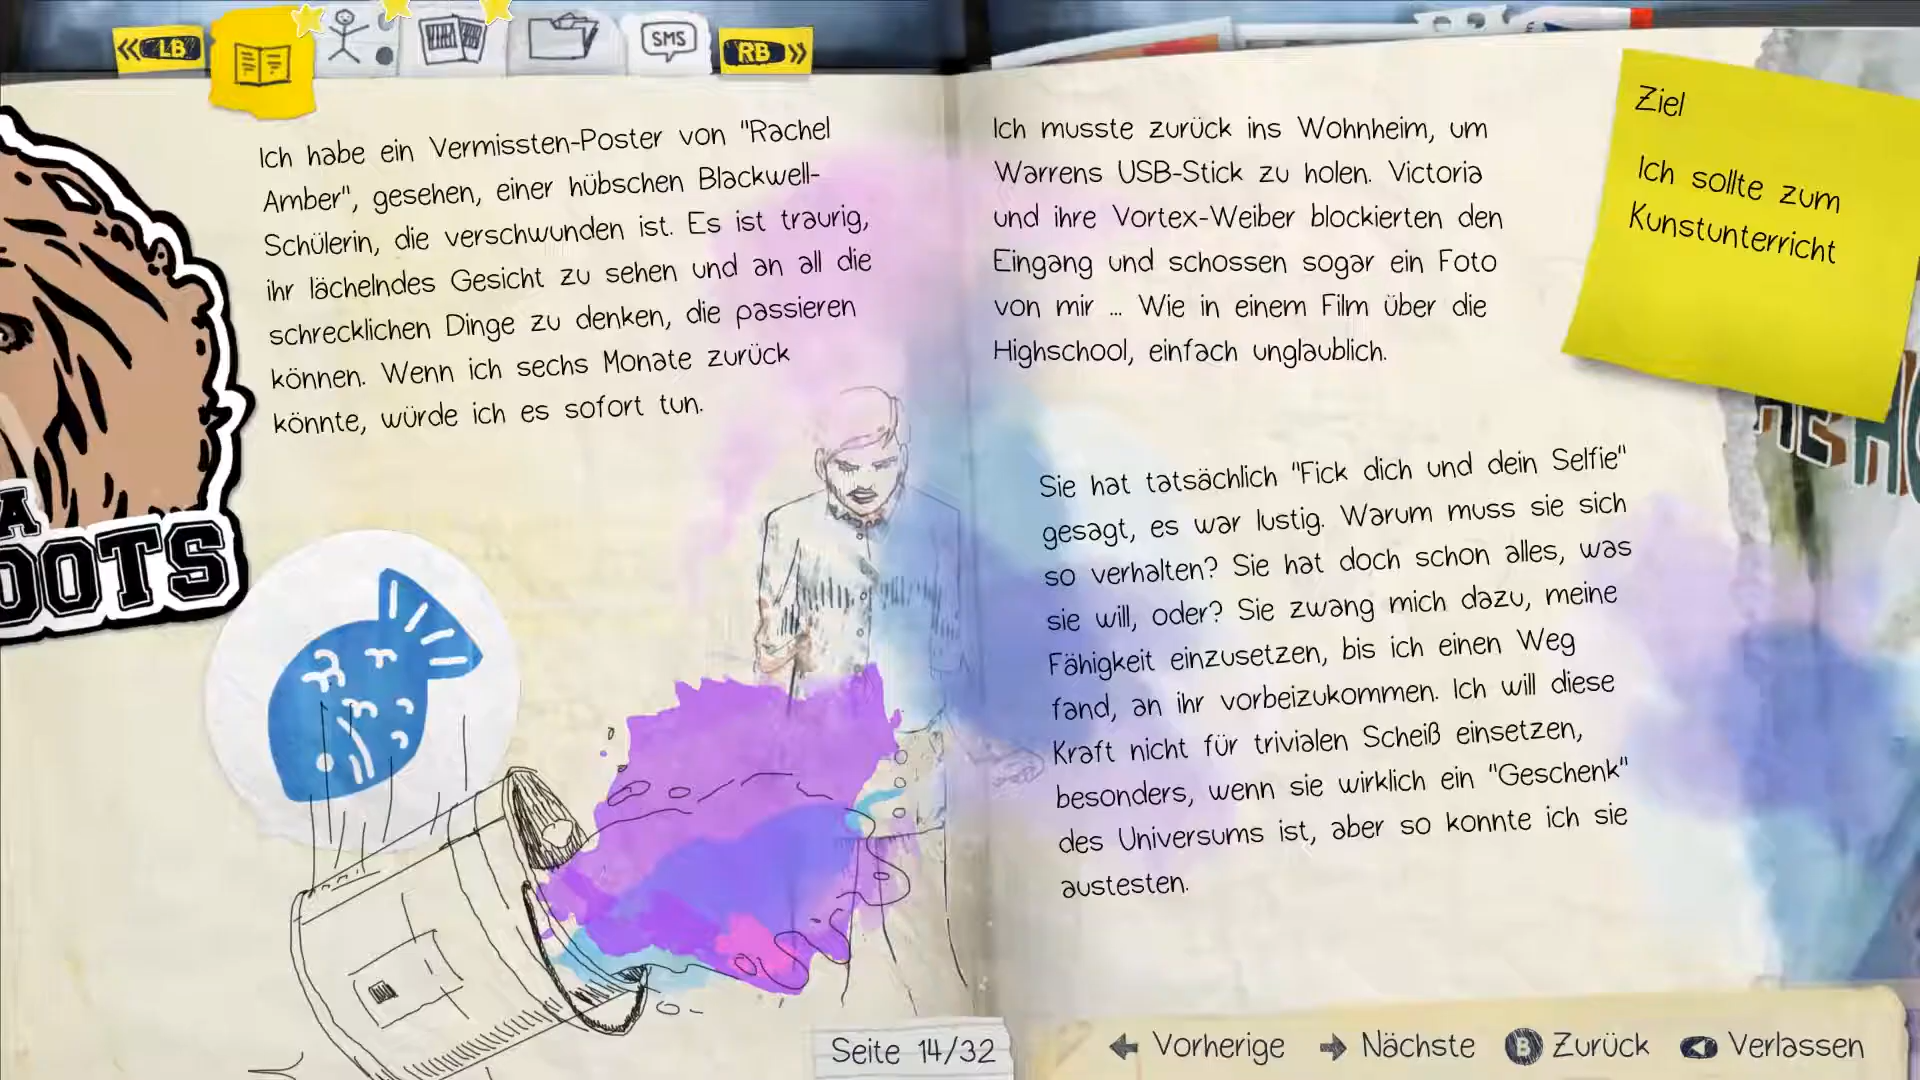 LB
SMS
RB
Ich habe ein Vermissten-Poster von "Rachel
Amber", gesehen, einer hübschen Blackwell-
Schülerin, die verschwunden ist. Es ist traurig,
ihr lächelndes Gesicht zu sehen und an all die
schrecklichen Dinge zu denken, die passieren
können. Wenn ich sechs Monate zurück
könnte, würde ich es sofort tun.
A
OOTS
Ich musste zurück ins Wohnheim, um
Warrens USB-Stick zu holen. Victoria
und ihre Vortex-Weiber blockierten den
Eingang und schossen sogar ein Foto
von mir ... Wie in einem Film über die
Highschool, einfach unglaublich.
Sie hat tatsächlich "Fick dich und dein Selfie"
gesagt, es war lustig. Warum muss sie sich
so verhalten? Sie hat doch schon alles, was
sie will, oder? Sie zwang mich dazu, meine
Fähigkeit einzusetzen, bis ich einen Weg
fand, an ihr vorbeizukommen. Ich will diese
Kraft nicht für trivialen Scheiß einsetzen,
besonders, wenn sie wirklich ein "Geschenk"
des Universums ist, aber so konnte ich sie
austesten.
Ziel
Ich sollte zum
Kunstunterricht
Seite 14/32
Vorherige
Nächste
B Zurück
Verlassen